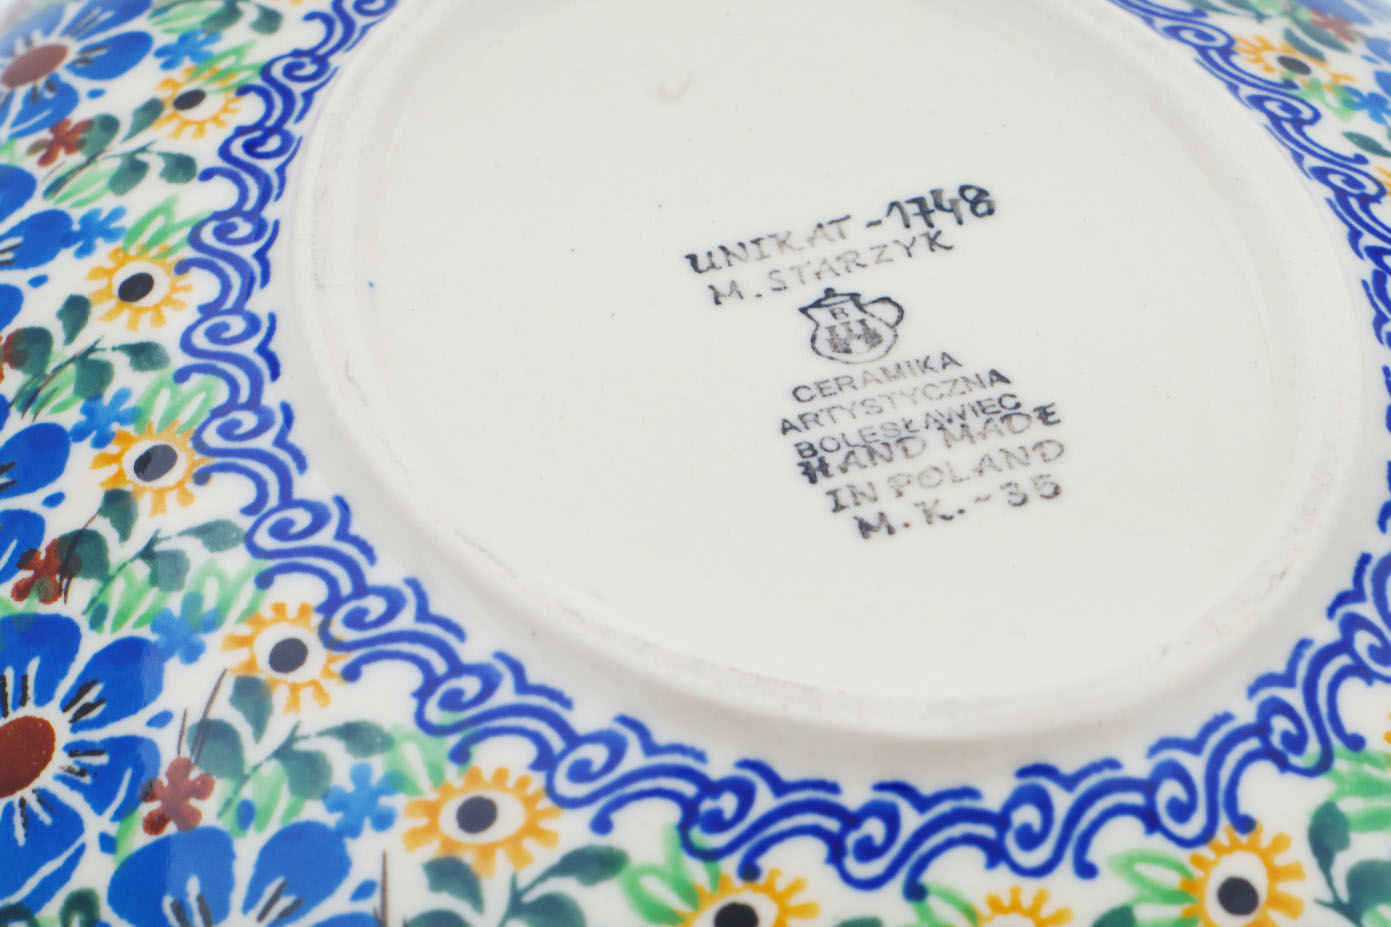 UNIKAT - 1748
M. STARZYK
B
CERAMIKA
ARTYSTYCZNA
BOLESŁAWIEC
HAND MADE
IN POLAND
M. K. - 35